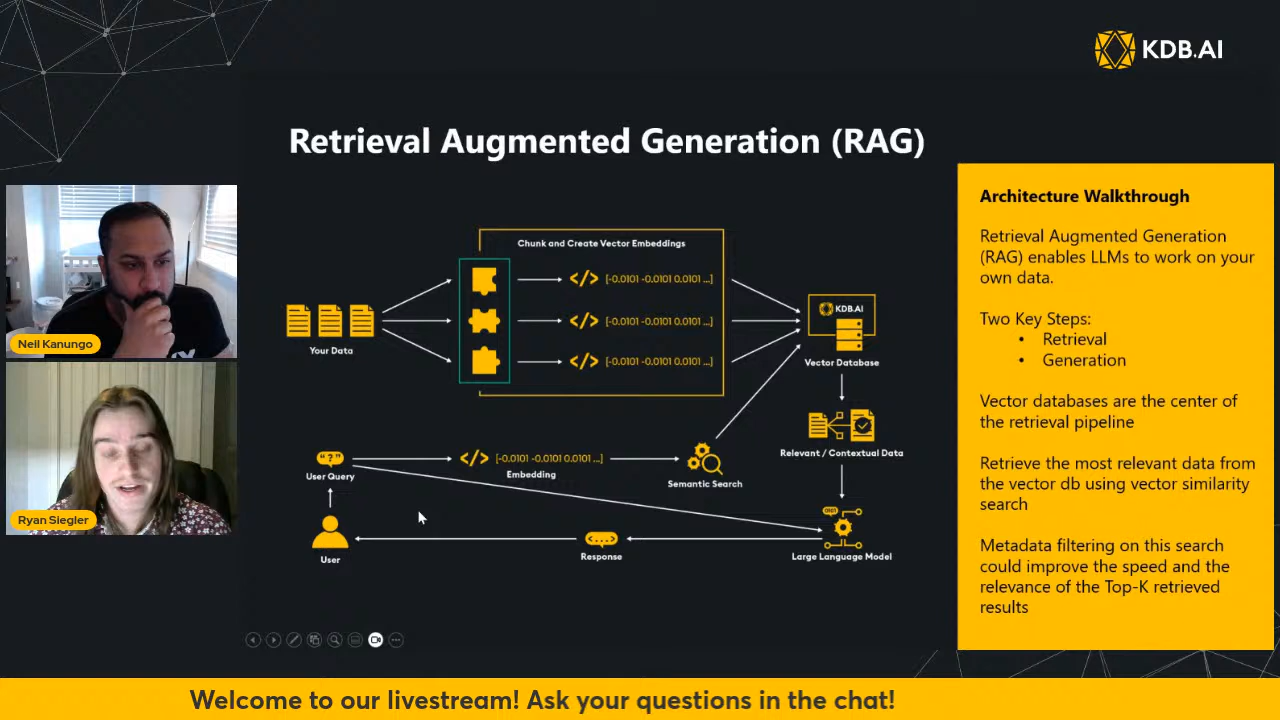 KDB.AI
Retrieval Augmented Generation (RAG)
Chunk and Create Vector Embeddings
[-0.0101 -0.0101 0.0101 ...]
[-0.0101 -0.0101 0.0101 ...]
[-0.0101 -0.0101 0.0101 ...]
Your Data
KDB.AI
Vector Database
Relevant / Contextual Data
"?"
User Query
</> [-0.0101 -0.0101 0.0101 ...]
Embedding
Semantic Search
User
<...>
Response
Large Language Model
Neil Kanungo
Ryan Siegler
Architecture Walkthrough
Retrieval Augmented Generation
(RAG) enables LLMs to work on your
own data.
Two Key Steps:
• Retrieval
• Generation
Vector databases are the center of
the retrieval pipeline
Retrieve the most relevant data from
the vector db using vector similarity
search
Metadata filtering on this search
could improve the speed and the
relevance of the Top-K retrieved
results
Welcome to our livestream! Ask your questions in the chat!